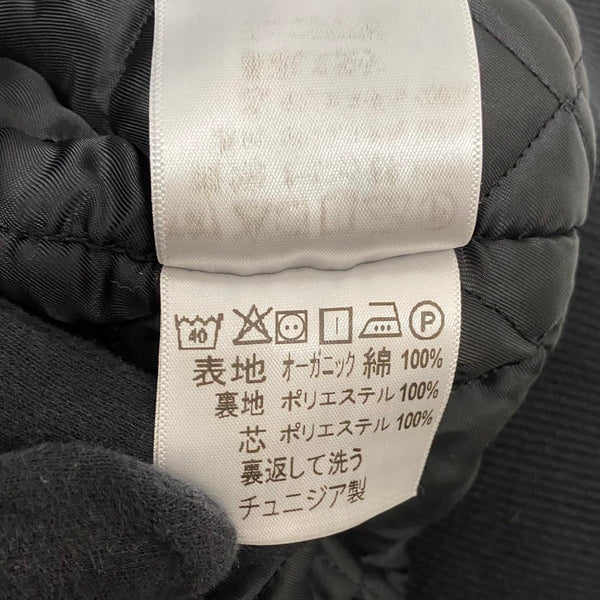 40 P
表地 オーガニック 綿 100%
裏地 ポリエステル 100%
芯 ポリエステル 100%
裏返して洗う
チュニジア製